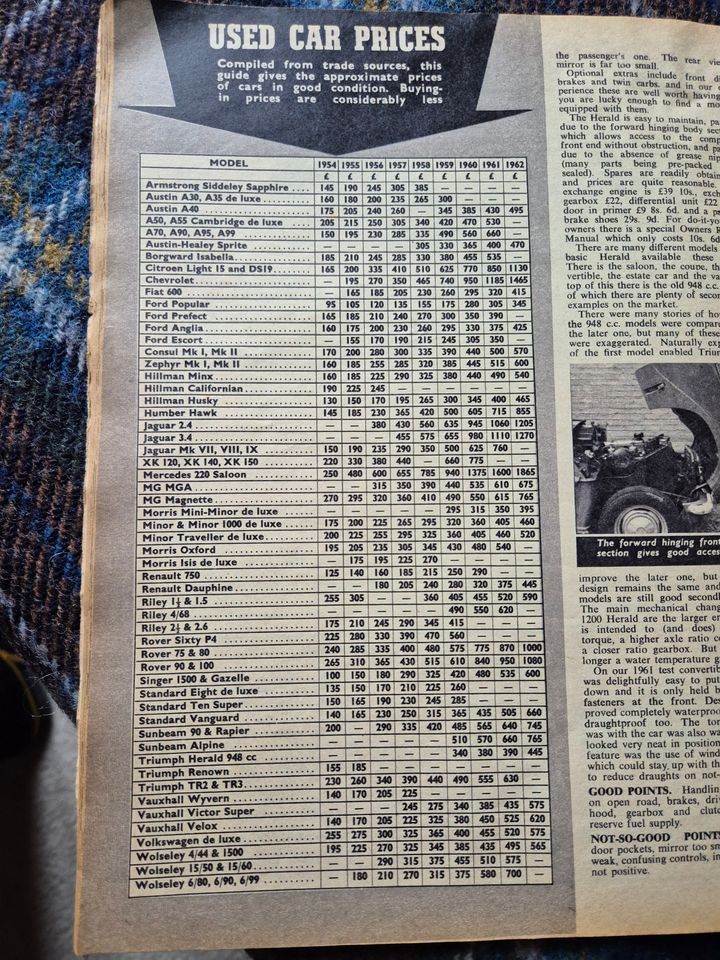 USED CAR PRICES
Compiled from trade sources, this
guide gives the approximate prices
of cars in good condition. Buying-
in prices are considerably less
MODEL 1954 1955 1956 1957 1958 1959 1960 1961 1962
£ £ £ £ £ £ £ £ £
Armstrong Siddeley Sapphire .... 145 190 245 305 385 — — — —
Austin A30, A35 de luxe ........ 160 180 200 235 265 300 — — —
Austin A40 ........ 175 205 240 260 — 345 385 430 495
A50, A55 Cambridge de luxe ...... 205 215 250 305 340 420 470 530 —
A70, A90, A95, A99 ........ 150 195 230 285 335 490 560 660 —
Austin-Healey Sprite ........ — — — — 305 330 365 400 470
Borgward Isabella ........ 185 210 245 285 330 380 455 535 —
Citroen Light 15 and DS19 ........ 165 200 335 410 510 625 770 850 1130
Chevrolet ........ — 195 270 350 465 740 950 1185 1465
Fiat 600 ........ — 165 185 205 230 260 295 320 415
Ford Popular ........ 95 105 120 135 155 175 280 305 345
Ford Prefect ........ 165 185 210 240 270 300 350 390 —
Ford Anglia ........ 160 175 200 230 260 295 330 375 425
Ford Escort ........ — 155 170 190 215 245 305 350 —
Consul Mk I, Mk II ........ 170 200 280 300 335 390 440 500 570
Zephyr Mk I, Mk II ........ 160 185 255 285 320 385 445 515 600
Hillman Minx ........ 160 185 225 290 325 380 440 490 540
Hillman Californian ........ 190 225 245 — — — — — —
Hillman Husky ........ 130 150 170 195 265 300 345 400 465
Humber Hawk ........ 145 185 230 365 420 500 605 715 855
Jaguar 2.4 ........ — — 380 430 560 635 945 1060 1205
Jaguar 3.4 ........ — — — 455 575 655 980 1110 1270
Jaguar Mk VII, VIII, IX ........ 150 190 235 290 350 500 625 760 —
XK 120, XK 140, XK 150 ........ 220 330 380 440 — 660 775 — —
Mercedes 220 Saloon ........ 250 480 600 655 785 940 1375 1600 1865
MG MGA ........ — — 315 350 390 440 535 610 675
MG Magnette ........ 270 295 320 360 410 490 550 615 765
Morris Mini-Minor de luxe ........ — — — — — 295 315 350 395
Minor & Minor 1000 de luxe ...... 175 200 225 265 295 320 360 405 460
Minor Traveller de luxe ........ 200 225 255 295 325 360 405 460 520
Morris Oxford ........ 195 205 235 305 345 430 480 540 —
Morris Isis de luxe ........ — 175 195 225 270 — — — —
Renault 750 ........ 125 140 160 185 215 250 290 — —
Renault Dauphine ........ — — 180 205 240 280 320 375 445
Riley 1½ & 1.5 ........ 255 305 — — 360 405 455 520 590
Riley 4/68 ........ — — — — — 490 550 620 —
Riley 2½ & 2.6 ........ 175 210 245 290 345 415 — — —
Rover Sixty P4 ........ 225 280 330 390 470 560 — — —
Rover 75 & 80 ........ 240 285 335 400 480 575 775 870 1000
Rover 90 & 100 ........ 265 310 365 430 515 610 840 950 1080
Singer 1500 & Gazelle ........ 100 150 180 290 325 420 480 535 600
Standard Eight de luxe ........ 135 150 170 210 225 260 — — —
Standard Ten Super ........ 150 165 190 230 245 285 — — —
Standard Vanguard ........ 140 165 230 250 315 365 435 505 660
Sunbeam 90 & Rapier ........ 200 — 290 335 420 485 565 640 745
Sunbeam Alpine ........ — — — — — 510 570 660 765
Triumph Herald 948 cc ........ — — — — — 340 380 390 445
Triumph Renown ........ 155 185 — — — — — — —
Triumph TR2 & TR3 ........ 230 260 340 390 440 490 555 630 —
Vauxhall Wyvern ........ 140 170 205 225 — — — — —
Vauxhall Victor Super ........ — — — 245 275 340 385 435 575
Vauxhall Velox ........ 140 170 205 225 325 380 450 525 620
Volkswagen de luxe ........ 255 275 300 325 365 400 455 520 575
Wolseley 4/44 & 1500 ........ 195 225 270 325 345 385 435 495 565
Wolseley 15/50 & 15/60 ........ — — 290 315 375 455 510 575 —
Wolseley 6/80, 6/90, 6/99 ........ — 180 210 270 315 375 580 700 —
the passenger's one. The rear
mirror is far too small.
Optional extras include front
brakes and twin carbs. and in our
perience these are well worth having
you are lucky enough to find a
equipped with them.
The Herald is easy to maintain,
due to the forward hinging body
which allows access to the
front end without obstruction, and
due to the absence of grease
(many parts being pre-packed
sealed). Spares are readily
and prices are quite reasonable.
exchange engine is £39 10s.,
gearbox £22, differential unit £22
door in primer £9 8s. 6d. and a
brake shoes 29s. 9d. For do-it-
owners there is a special Owners
Manual which only costs 10s. 6d
There are many different models
basic Herald available these
There is the saloon, the coupe, the
vertible, the estate car and the
top of this there is the old 948 c.c.
of which there are plenty of
examples on the market.
There were many stories of
the 948 c.c. models were
the later one, but many of these
were exaggerated. Naturally
of the first model enabled
The forward hinging front
section gives good
improve the later one, but
design remains the same and
models are still good
The main mechanical
1200 Herald are the larger
is intended to (and does)
torque, a higher axle ratio
a closer ratio gearbox. But
longer a water temperature
On our 1961 test
was delightfully easy to put
down and it is only held by
fasteners at the front.
proved completely
draughtproof too. The
was with the car was also
looked very neat in position
feature was the use of
which could stay up with the
to reduce draughts on
GOOD POINTS. Handling
on open road, brakes,
hood, gearbox and
reserve fuel supply.
NOT-SO-GOOD POINTS
door pockets, mirror too
weak, confusing controls,
not positive.